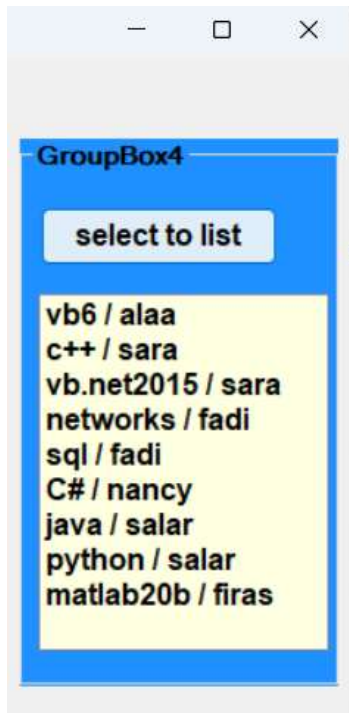 GroupBox4
select to list
vb6 / alaa
c++ / sara
vb.net2015 / sara
networks / fadi
sql / fadi
C# / nancy
java / salar
python / salar
matlab20b / firas